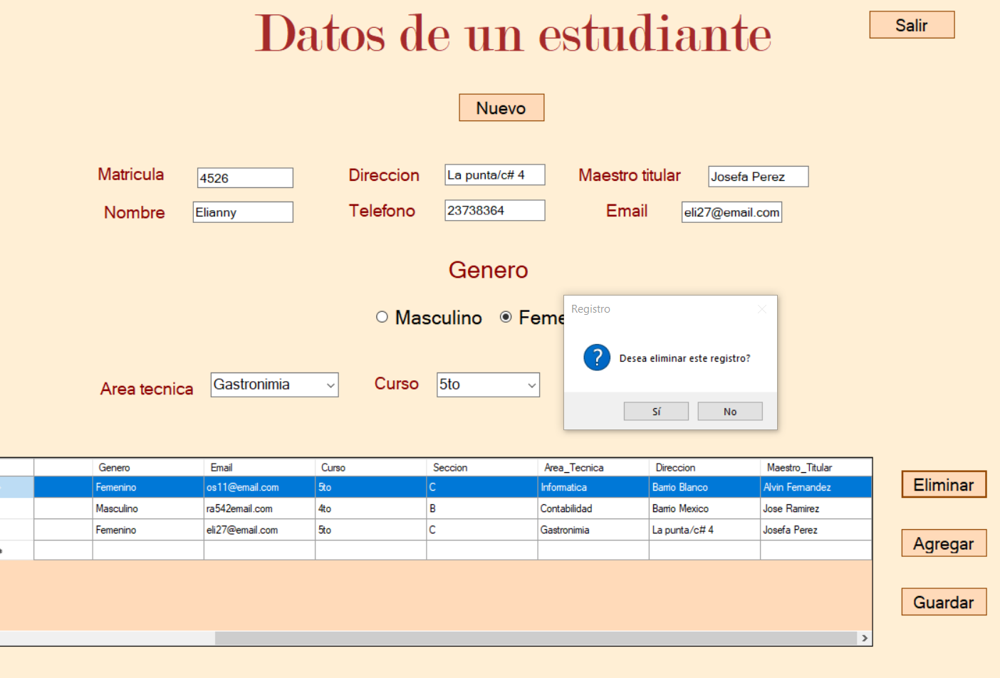 Datos de un estudiante
Salir
Nuevo
Matricula 4526 Direccion La punta/c# 4 Maestro titular Josefa Perez
Nombre Elianny Telefono 23738364 Email eli27@email.com
Genero
Masculino Feme
Registro
Desea eliminar este registro?
Sí No
Area tecnica Gastronimia Curso 5to
Genero Email Curso Seccion Area_Tecnica Direccion Maestro_Titular
Femenino os11@email.com 5to C Informatica Barrio Blanco Alvin Fernandez
Masculino ra542email.com 4to B Contabilidad Barrio Mexico Jose Ramirez
Femenino eli27@email.com 5to C Gastronimia La punta/c# 4 Josefa Perez
Eliminar
Agregar
Guardar